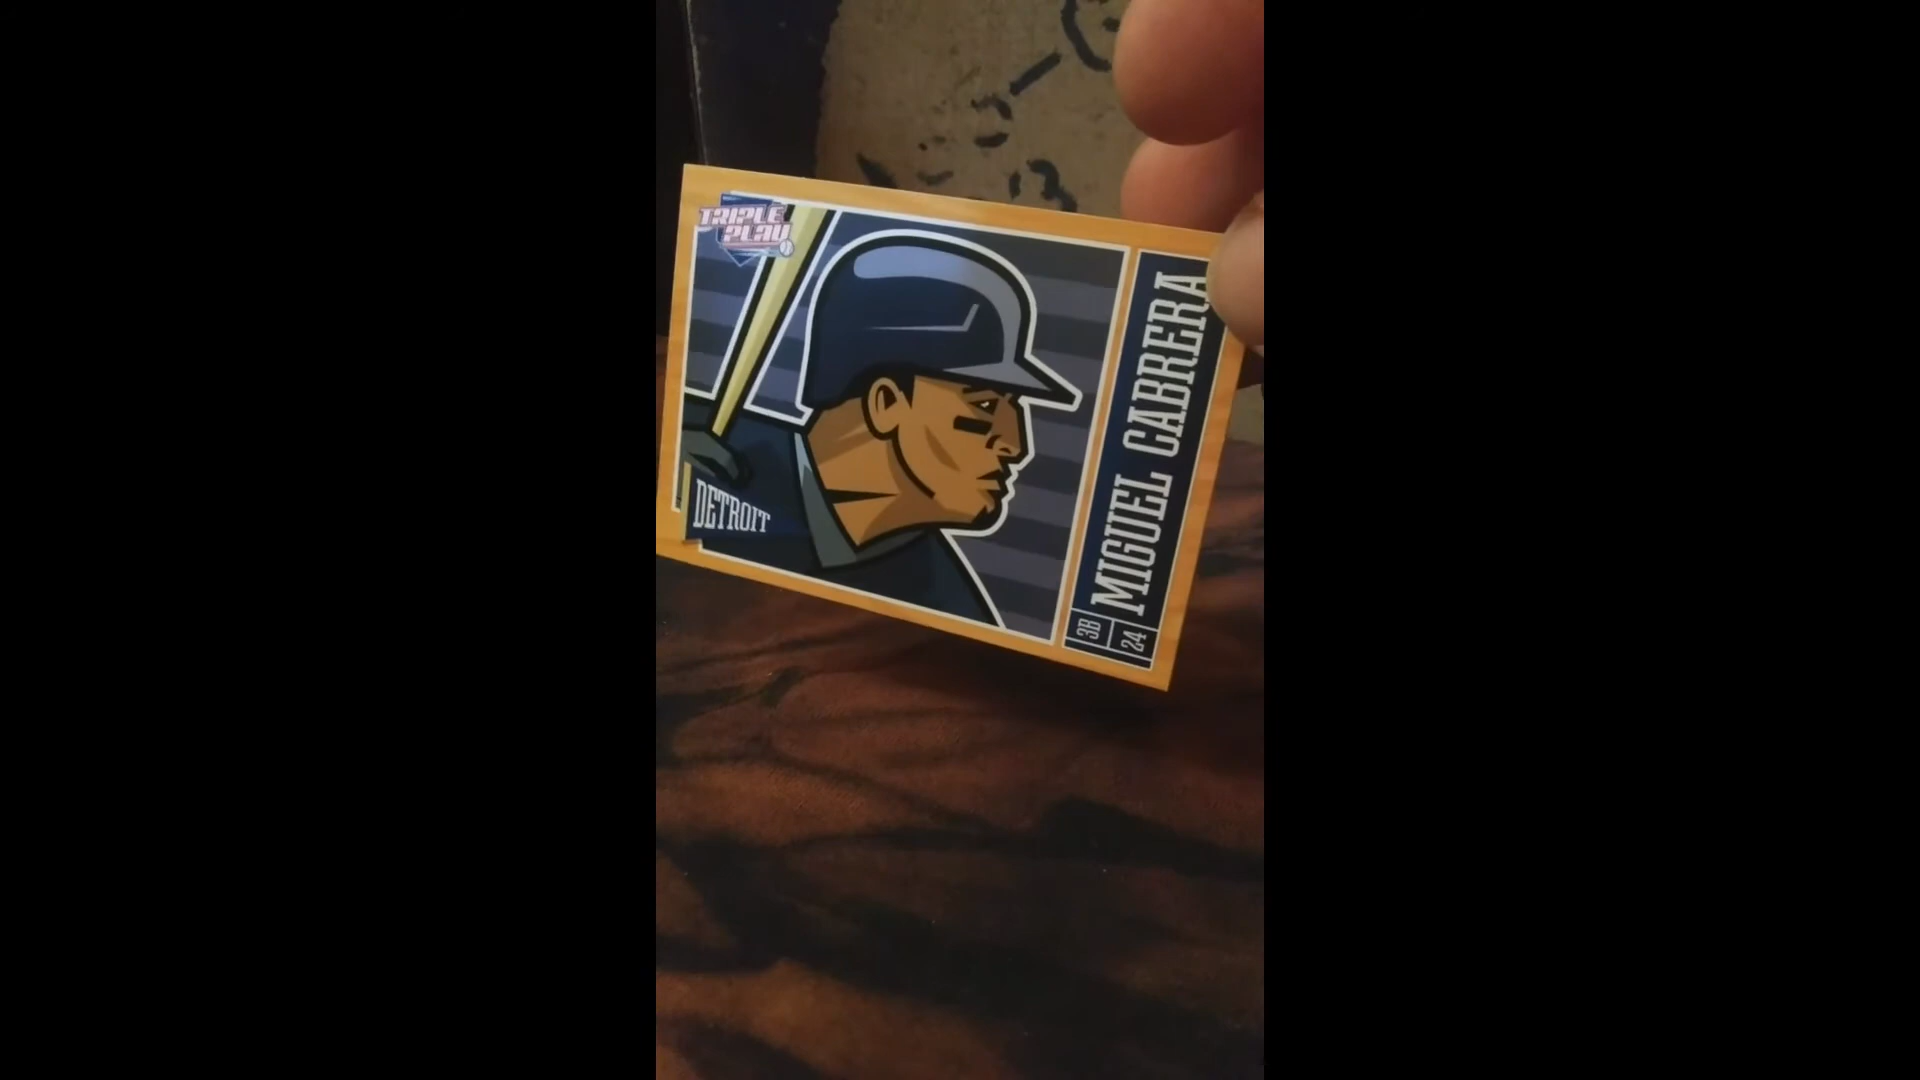 TRIPLE
PLAY
DETROIT
MIGUEL CABRERA
3B
24